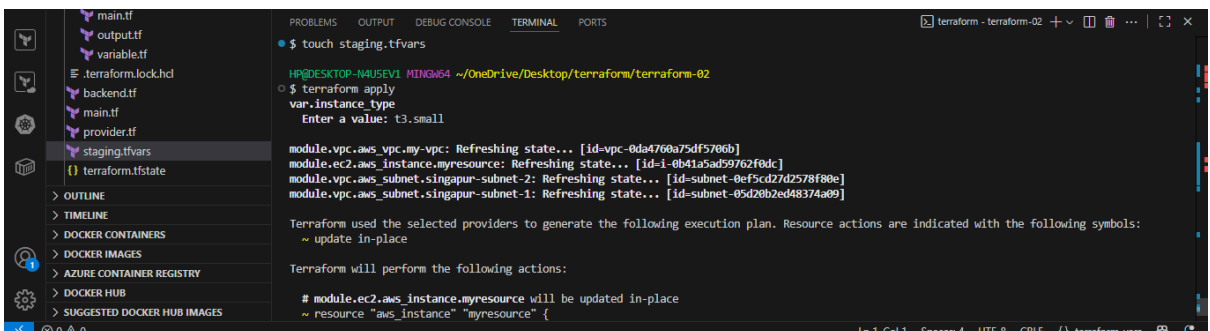 main.tf
output.tf
variable.tf
.terraform.lock.hcl
backend.tf
main.tf
provider.tf
staging.tfvars
{} terraform.tfstate
> OUTLINE
> TIMELINE
> DOCKER CONTAINERS
> DOCKER IMAGES
> AZURE CONTAINER REGISTRY
> DOCKER HUB
> SUGGESTED DOCKER HUB IMAGES
1
PROBLEMS OUTPUT DEBUG CONSOLE TERMINAL PORTS
terraform - terraform-02
$ touch staging.tfvars
HP@DESKTOP-N4U5EV1 MINGW64 ~/OneDrive/Desktop/terraform/terraform-02
$ terraform apply
var.instance_type
Enter a value: t3.small
module.vpc.aws_vpc.my-vpc: Refreshing state... [id=vpc-0da4760a75df5706b]
module.ec2.aws_instance.myresource: Refreshing state... [id=i-0b41a5ad59762f0dc]
module.vpc.aws_subnet.singapur-subnet-2: Refreshing state... [id=subnet-0ef5cd27d2578f80e]
module.vpc.aws_subnet.singapur-subnet-1: Refreshing state... [id=subnet-05d20b2ed48374a09]
Terraform used the selected providers to generate the following execution plan. Resource actions are indicated with the following symbols:
~ update in-place
Terraform will perform the following actions:
# module.ec2.aws_instance.myresource will be updated in-place
~ resource "aws_instance" "myresource" {